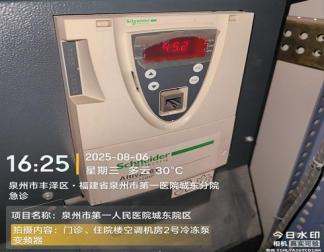 Schneider
45.2
Schneider
16:25
2025-08-06
星期三 多云 30℃
泉州市丰泽区·福建省泉州市第一医院城东分院
急诊
项目名称：泉州市第一人民医院城东院区
拍摄内容：门诊、住院楼空调机房2号冷冻泵
变频器
今日水印
相机